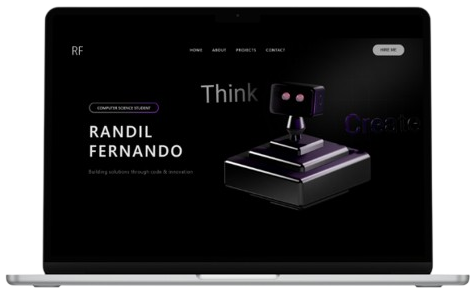 RF
HOME ABOUT PROJECTS CONTACT
HIRE ME
Think
Create
COMPUTER SCIENCE STUDENT
RANDIL
FERNANDO
Building solutions through code & innovation